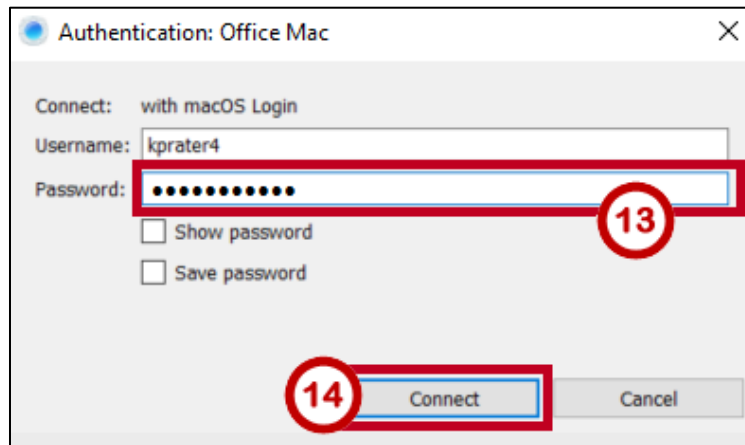 Authentication: Office Mac
Connect: with macOS Login
Username: kprater4
Password: ●●●●●●●●●●●
13
Show password
Save password
14 Connect Cancel